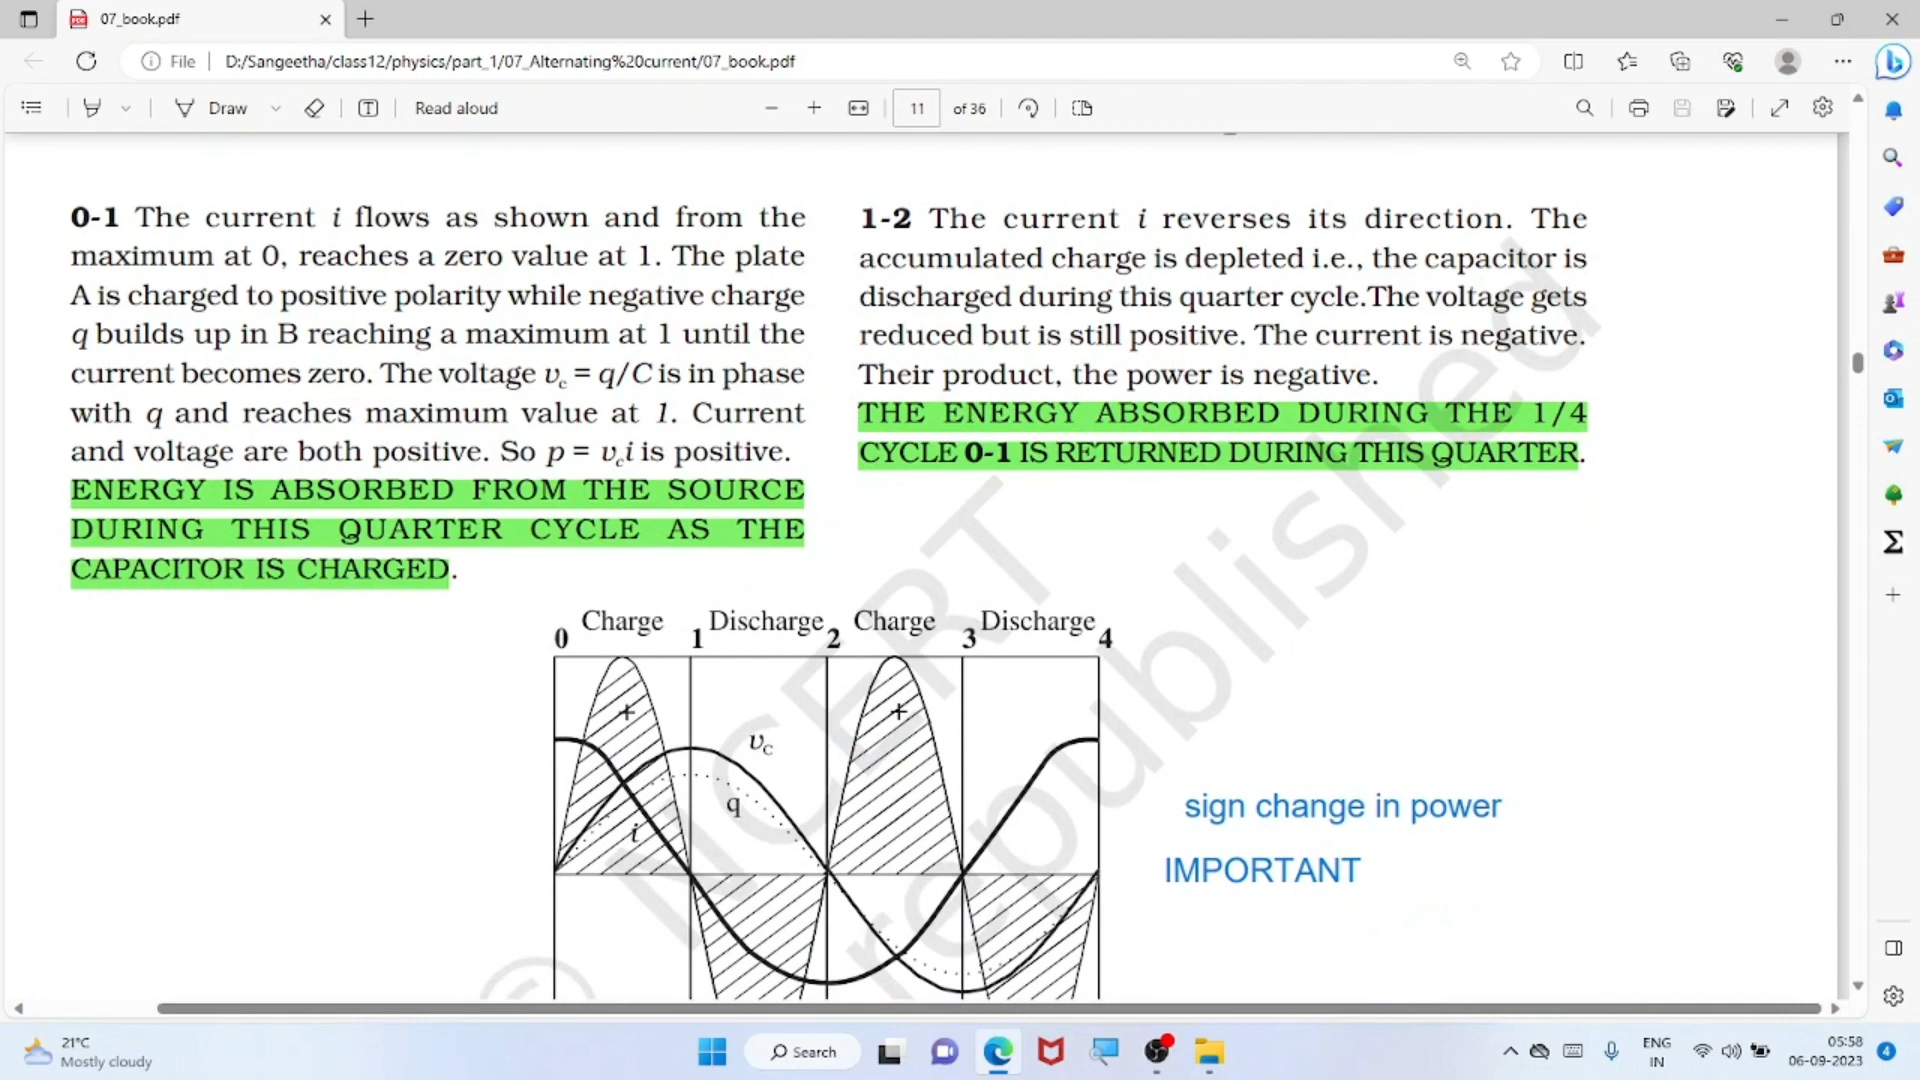 07_book.pdf
File
D:/Sangeetha/class12/physics/part_1/07_Alternating%20current/07_book.pdf
Draw
Read aloud
11 of 36
0-1 The current i flows as shown and from the
maximum at 0, reaches a zero value at 1. The plate
A is charged to positive polarity while negative charge
q builds up in B reaching a maximum at 1 until the
current becomes zero. The voltage vc = q/C is in phase
with q and reaches maximum value at 1. Current
and voltage are both positive. So p = vci is positive.
ENERGY IS ABSORBED FROM THE SOURCE
DURING THIS QUARTER CYCLE AS THE
CAPACITOR IS CHARGED.
1-2 The current i reverses its direction. The
accumulated charge is depleted i.e., the capacitor is
discharged during this quarter cycle.The voltage gets
reduced but is still positive. The current is negative.
Their product, the power is negative.
THE ENERGY ABSORBED DURING THE 1/4
CYCLE 0-1 IS RETURNED DURING THIS QUARTER.
Charge Discharge Charge Discharge
0 1 2 3 4
+ +
vC
q
i
sign change in power
IMPORTANT
© NCERT
republished
21°C
Mostly cloudy
Search
ENG
IN
05:58
06-09-2023
4